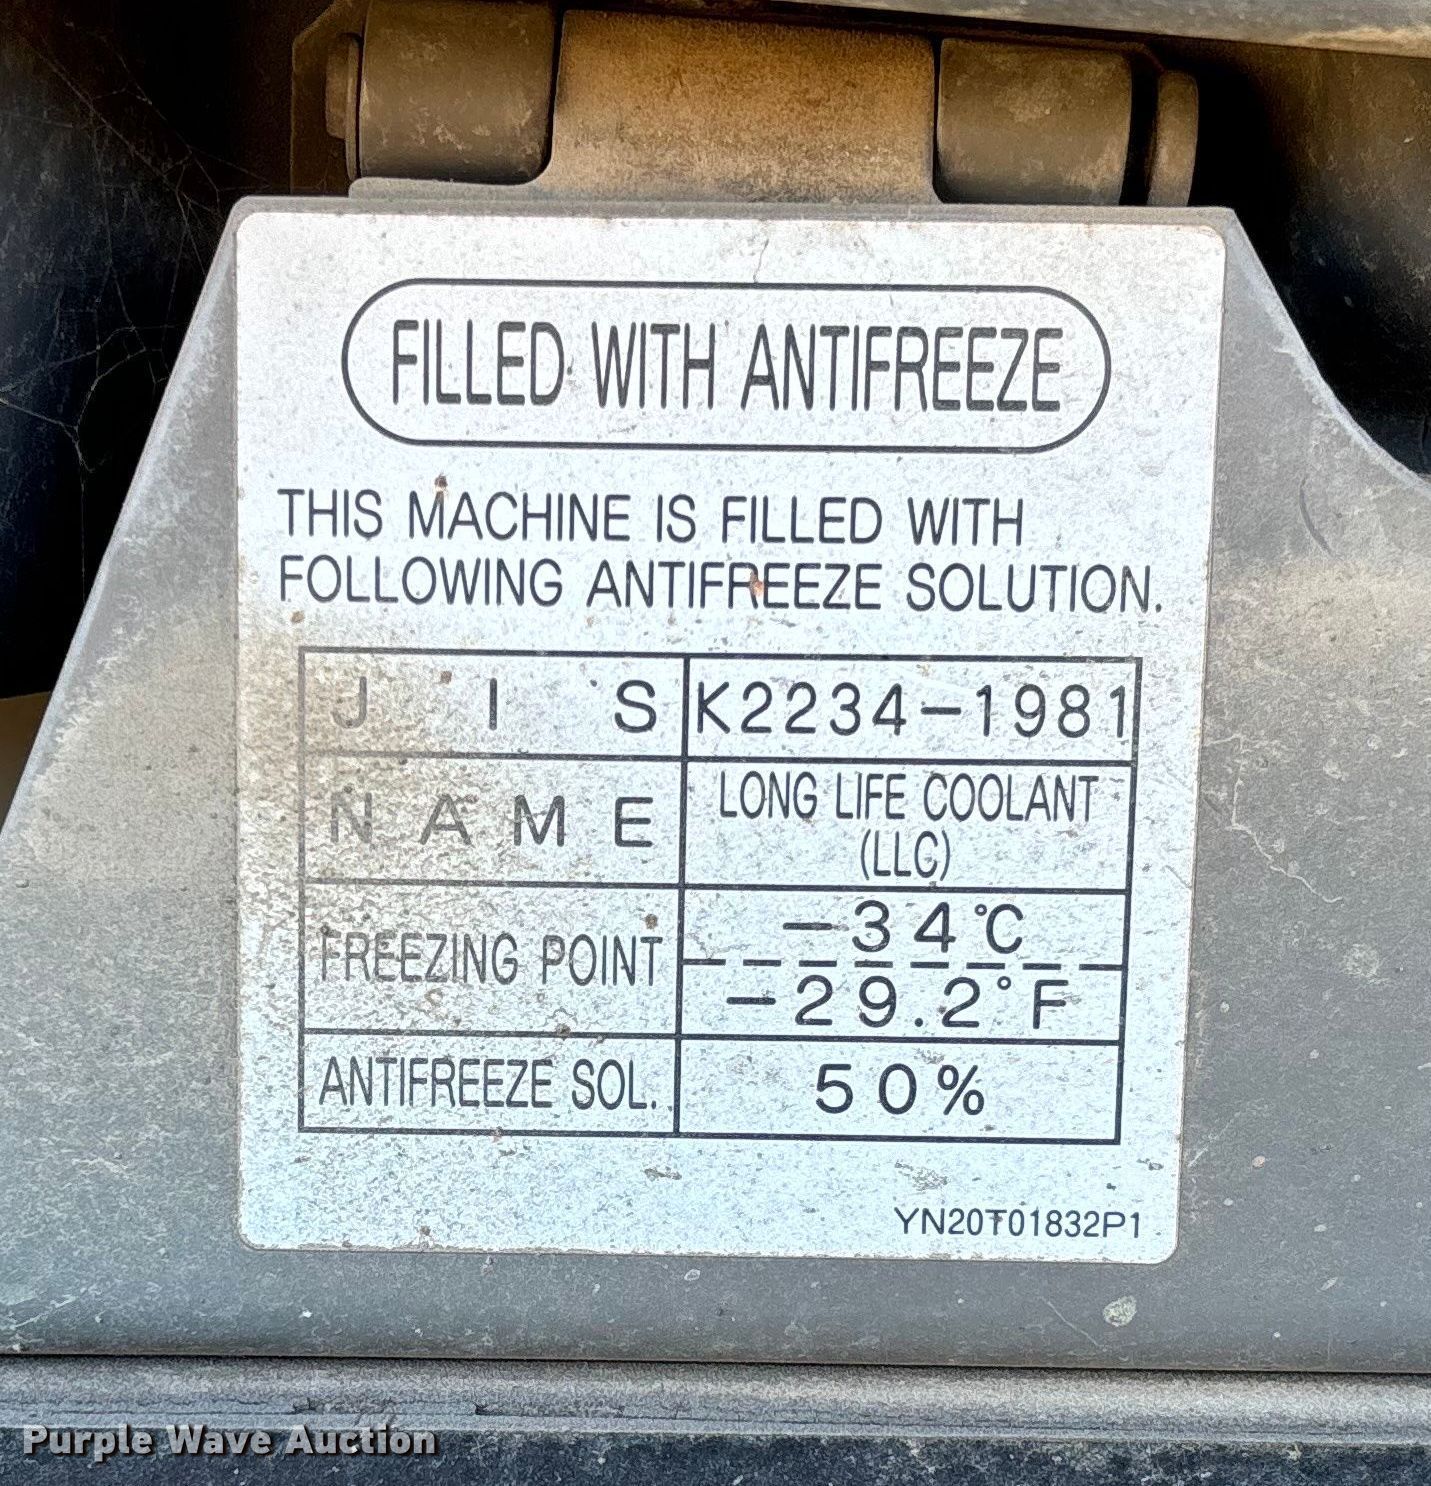 FILLED WITH ANTIFREEZE
THIS MACHINE IS FILLED WITH
FOLLOWING ANTIFREEZE SOLUTION.
J I S K2234-1981
N A M E LONG LIFE COOLANT
(LLC)
FREEZING POINT -34°C
-29.2°F
ANTIFREEZE SOL. 50%
YN20T01832P1
Purple Wave Auction